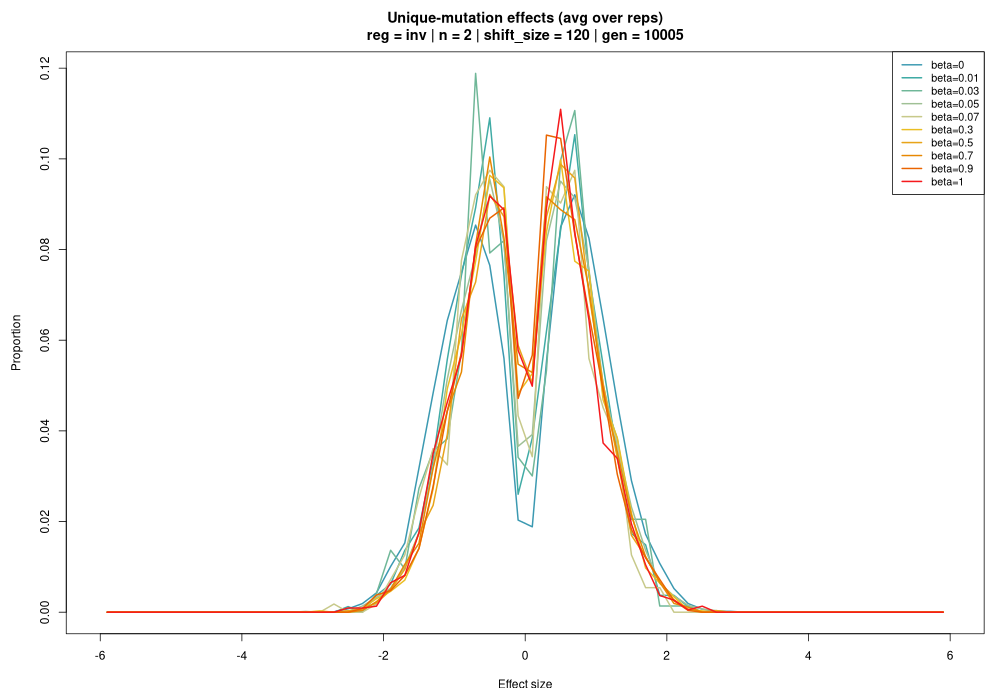 Unique-mutation effects (avg over reps)
reg = inv | n = 2 | shift_size = 120 | gen = 10005
beta=0
beta=0.01
beta=0.03
beta=0.05
beta=0.07
beta=0.3
beta=0.5
beta=0.7
beta=0.9
beta=1
Proportion
0.12
0.10
0.08
0.06
0.04
0.02
0.00
-6 -4 -2 0 2 4 6
Effect size